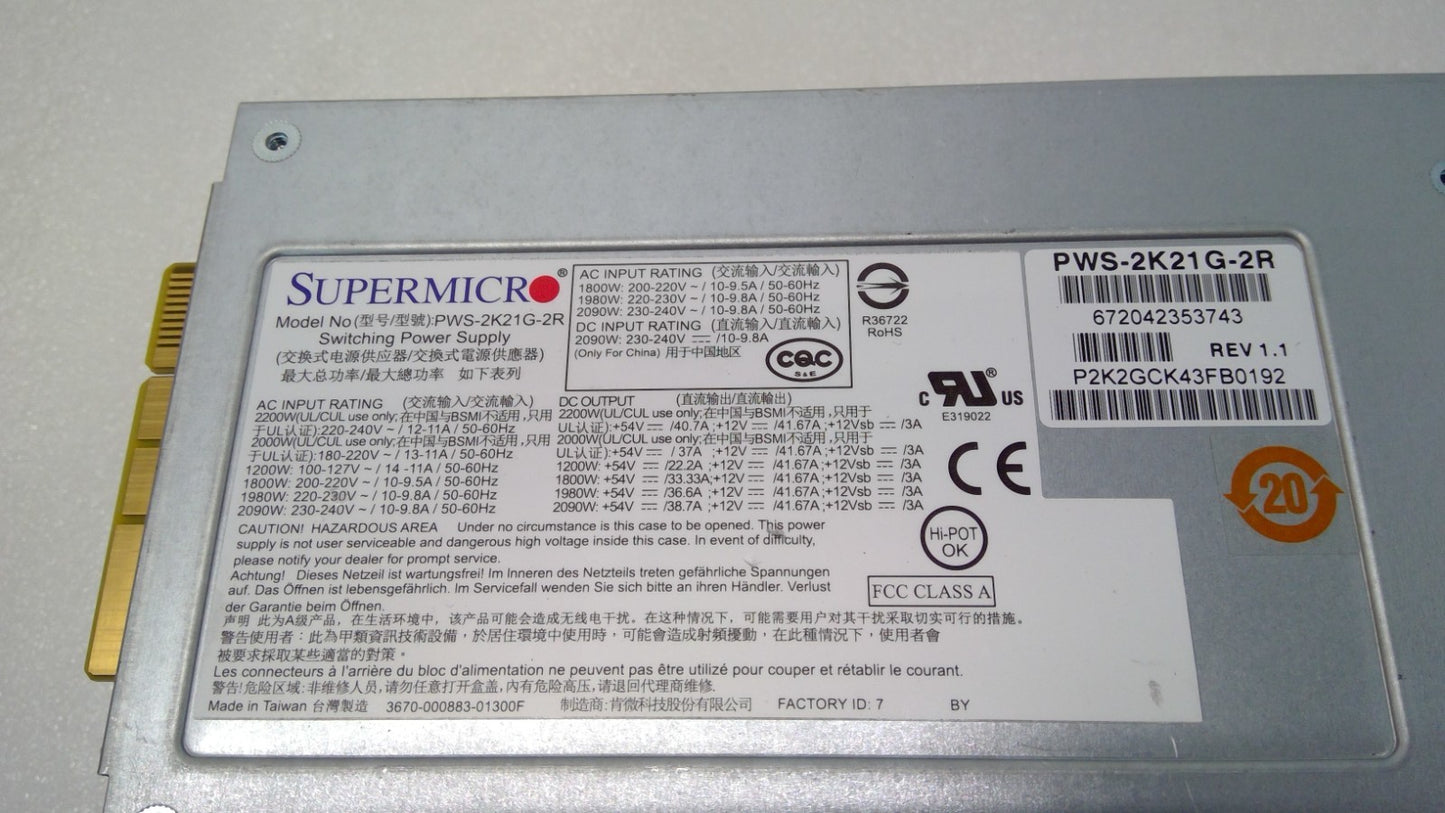 SUPERMICRO®
Model No(型号/型號):PWS-2K21G-2R
Switching Power Supply
(交换式电源供应器/交換式電源供應器)
最大总功率/最大總功率 如下表列
AC INPUT RATING (交流输入/交流輸入)
1800W: 200-220V ~ / 10-9.5A / 50-60Hz
1980W: 220-230V ~ / 10-9.8A / 50-60Hz
2090W: 230-240V ~ / 10-9.8A / 50-60Hz
DC INPUT RATING (直流输入/直流輸入)
2090W: 230-240V ⎓ /10-9.8A
(Only For China) 用于中国地区
CQC
S&E
R36722
RoHS
PWS-2K21G-2R
672042353743
REV 1.1
P2K2GCK43FB0192
AC INPUT RATING (交流输入/交流輸入)
2200W(UL/CUL use only;在中国与BSMI不适用,只用
于UL认证):220-240V ~ / 12-11A / 50-60Hz
2000W(UL/CUL use only;在中国与BSMI不适用,只用
于UL认证):180-220V ~ / 13-11A / 50-60Hz
1200W: 100-127V ~ / 14 -11A / 50-60Hz
1800W: 200-220V ~ / 10-9.5A / 50-60Hz
1980W: 220-230V ~ / 10-9.8A / 50-60Hz
2090W: 230-240V ~ / 10-9.8A / 50-60Hz
DC OUTPUT (直流输出/直流輸出)
2200W(UL/CUL use only;在中国与BSMI不适用,只用于
UL认证):+54V ⎓ /40.7A ;+12V ⎓ /41.67A ;+12Vsb ⎓ /3A
2000W(UL/CUL use only;在中国与BSMI不适用,只用于
UL认证):+54V ⎓ / 37A ;+12V ⎓ /41.67A ;+12Vsb ⎓ /3A
1200W: +54V ⎓ /22.2A ;+12V ⎓ /41.67A ;+12Vsb ⎓ /3A
1800W: +54V ⎓ /33.33A;+12V ⎓ /41.67A ;+12Vsb ⎓ /3A
1980W: +54V ⎓ /36.6A ;+12V ⎓ /41.67A ;+12Vsb ⎓ /3A
2090W: +54V ⎓ /38.7A ;+12V ⎓ /41.67A ;+12Vsb ⎓ /3A
C RU® US
E319022
CE
20
Hi-POT
OK
FCC CLASS A
CAUTION! HAZARDOUS AREA Under no circumstance is this case to be opened. This power
supply is not user serviceable and dangerous high voltage inside this case. In event of difficulty,
please notify your dealer for prompt service.
Achtung! Dieses Netzeil ist wartungsfrei! Im Inneren des Netzteils treten gefährliche Spannungen
auf. Das Öffnen ist lebensgefährlich. Im Servicefall wenden Sie sich bitte an ihren Händler. Verlust
der Garantie beim Öffnen.
声明 此为A级产品，在生活环境中，该产品可能会造成无线电干扰。在这种情况下，可能需要用户对其干扰采取切实可行的措施。
警告使用者：此為甲類資訊技術設備，於居住環境中使用時，可能會造成射頻擾動，在此種情況下，使用者會
被要求採取某些適當的對策。
Les connecteurs à l'arrière du bloc d'alimentation ne peuvent pas être utilizé pour couper et rétablir le courant.
警告!危险区域:非维修人员,请勿任意打开盒盖,內有危险高压,请退回代理商维修.
Made in Taiwan 台灣製造 3670-000883-01300F 制造商:肯微科技股份有限公司 FACTORY ID: 7 BY